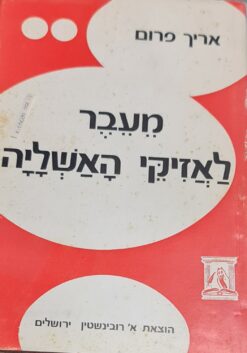 אריך פרום
מֵעֵבֶר
לַאֲזִיקֵּי הָאַשְׁלָיָה
הוצאת א' רובינשטין ירושלים